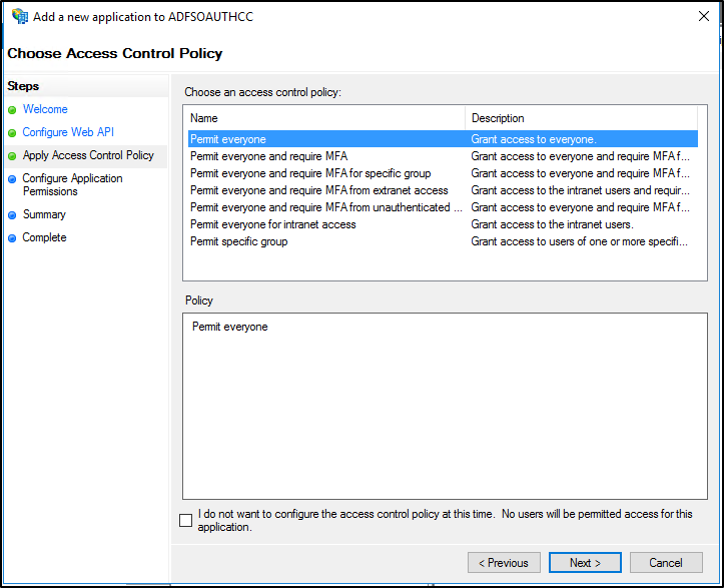 Add a new application to ADFSOAUTHCC
Choose Access Control Policy
Steps
Welcome
Configure Web API
Apply Access Control Policy
Configure Application
Permissions
Summary
Complete
Choose an access control policy:
Name Description
Permit everyone Grant access to everyone.
Permit everyone and require MFA Grant access to everyone and require MFA f...
Permit everyone and require MFA for specific group Grant access to everyone and require MFA f...
Permit everyone and require MFA from extranet access Grant access to the intranet users and requir...
Permit everyone and require MFA from unauthenticated ... Grant access to everyone and require MFA f...
Permit everyone for intranet access Grant access to the intranet users.
Permit specific group Grant access to users of one or more specifi...
Policy
Permit everyone
I do not want to configure the access control policy at this time. No users will be permitted access for this
application.
< Previous Next > Cancel